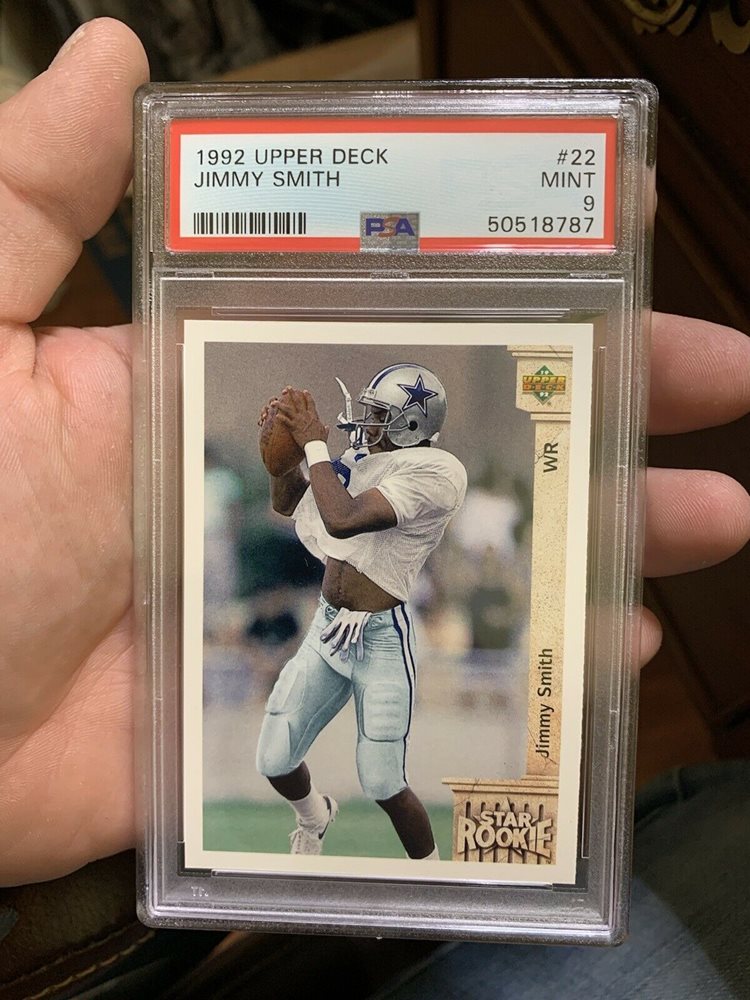 1992 UPPER DECK #22
JIMMY SMITH MINT
9
PSA 50518787
UPPER
DECK
WR
Jimmy Smith
STAR
ROOKIE